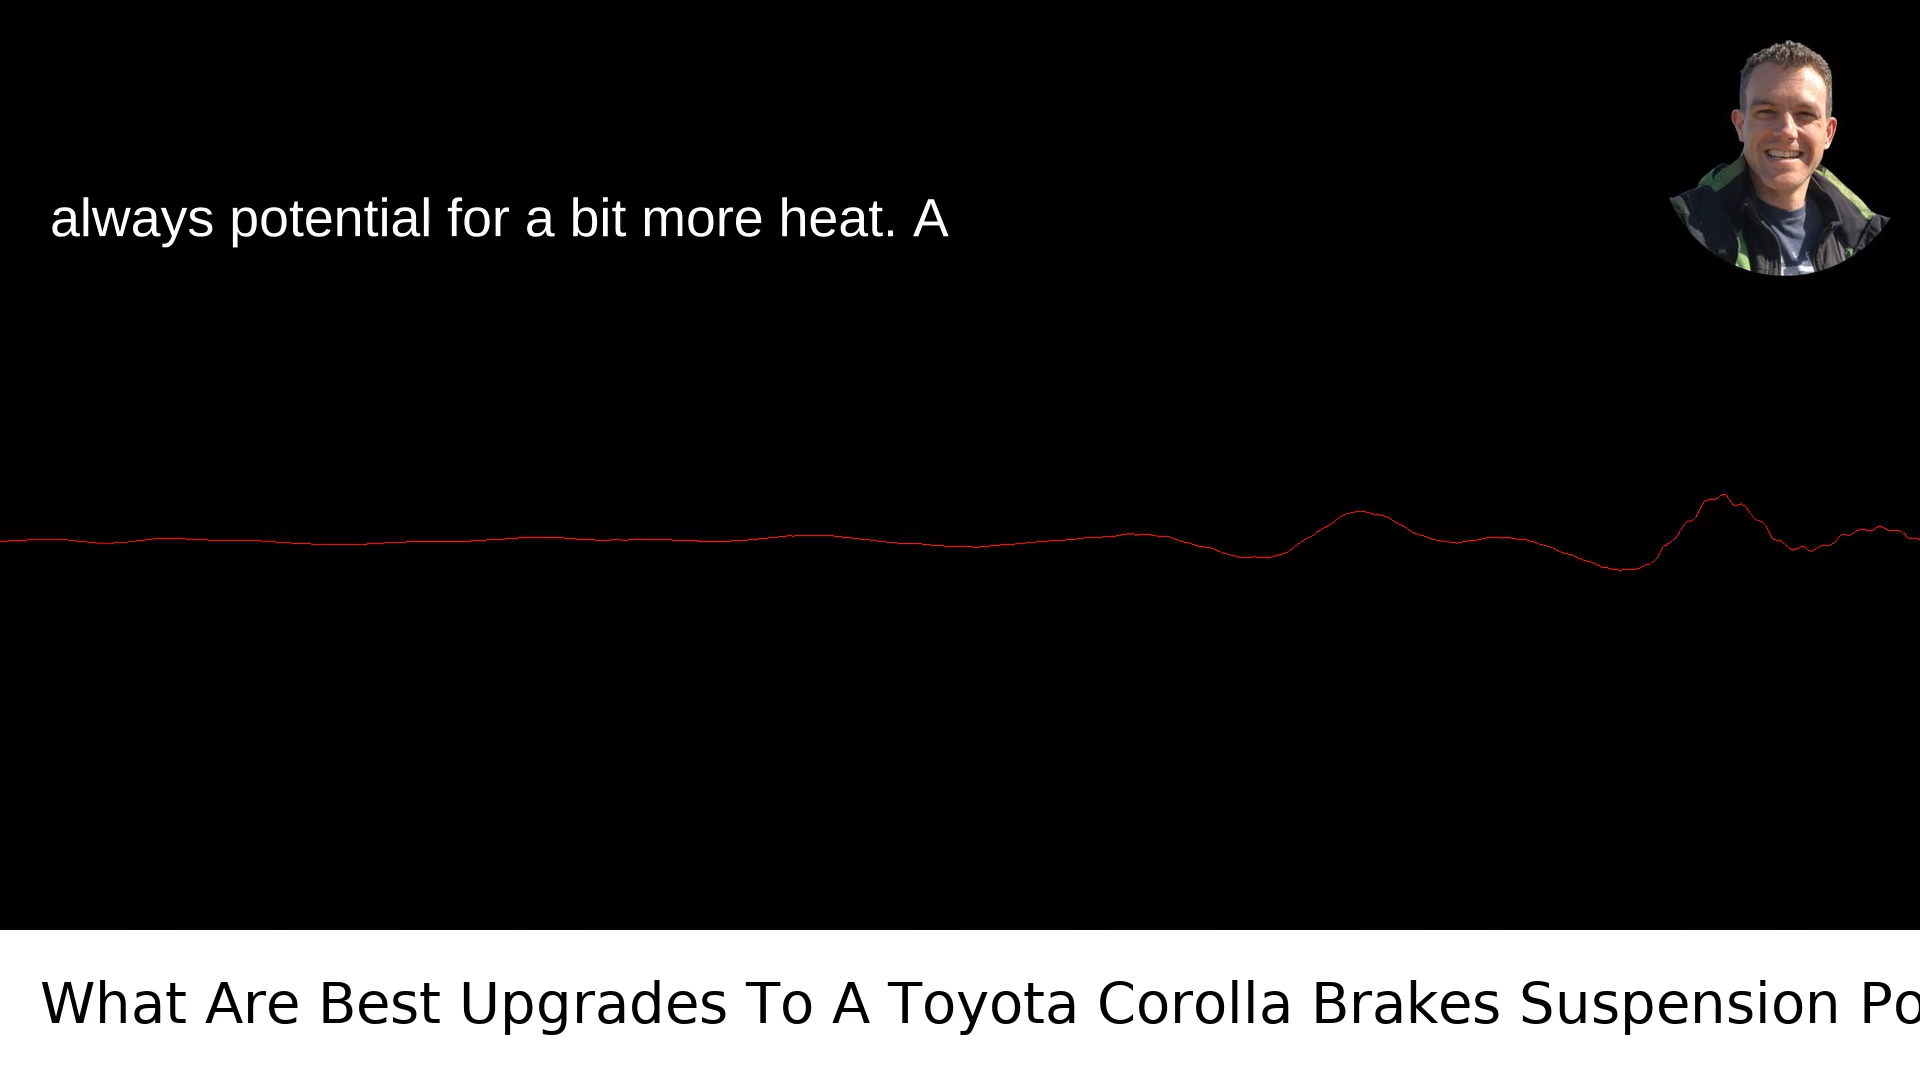 always potential for a bit more heat. A
What Are Best Upgrades To A Toyota Corolla Brakes Suspension Po